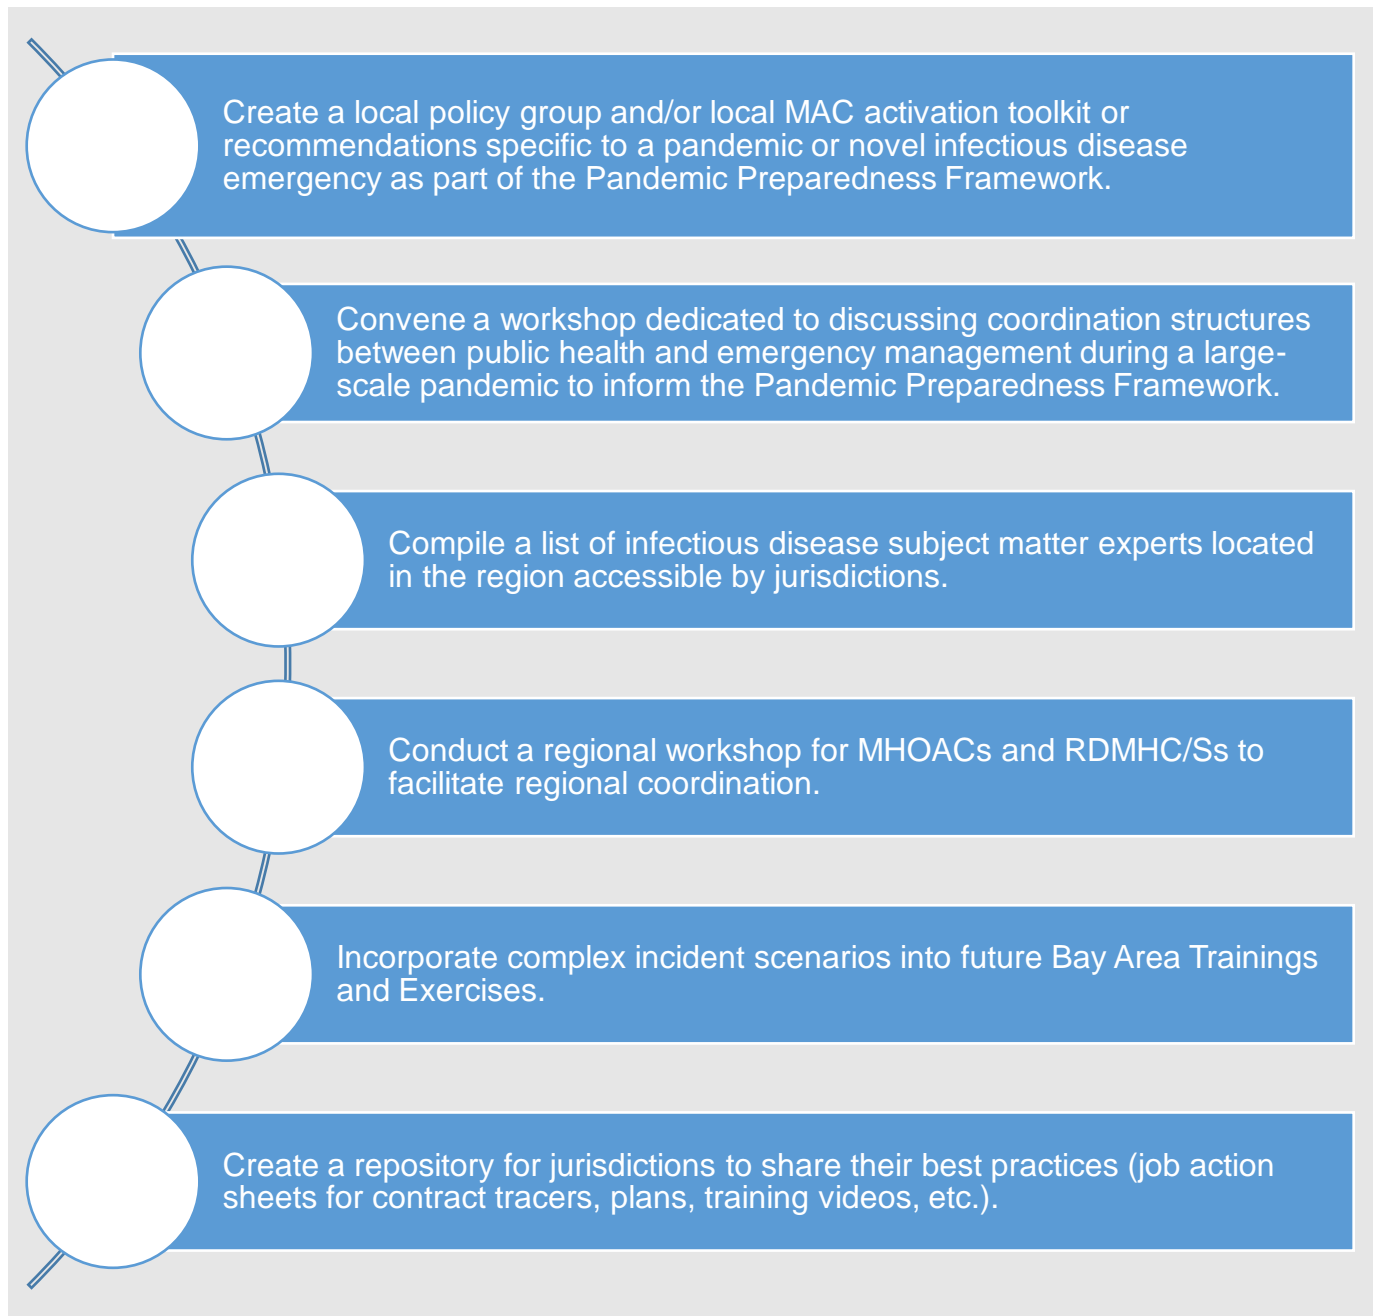 Create a local policy group and/or local MAC activation toolkit or
recommendations specific to a pandemic or novel infectious disease
emergency as part of the Pandemic Preparedness Framework.
Convene a workshop dedicated to discussing coordination structures
between public health and emergency management during a large-
scale pandemic to inform the Pandemic Preparedness Framework.
Compile a list of infectious disease subject matter experts located
in the region accessible by jurisdictions.
Conduct a regional workshop for MHOACs and RDMHC/Ss to
facilitate regional coordination.
Incorporate complex incident scenarios into future Bay Area Trainings
and Exercises.
Create a repository for jurisdictions to share their best practices (job action
sheets for contract tracers, plans, training videos, etc.).